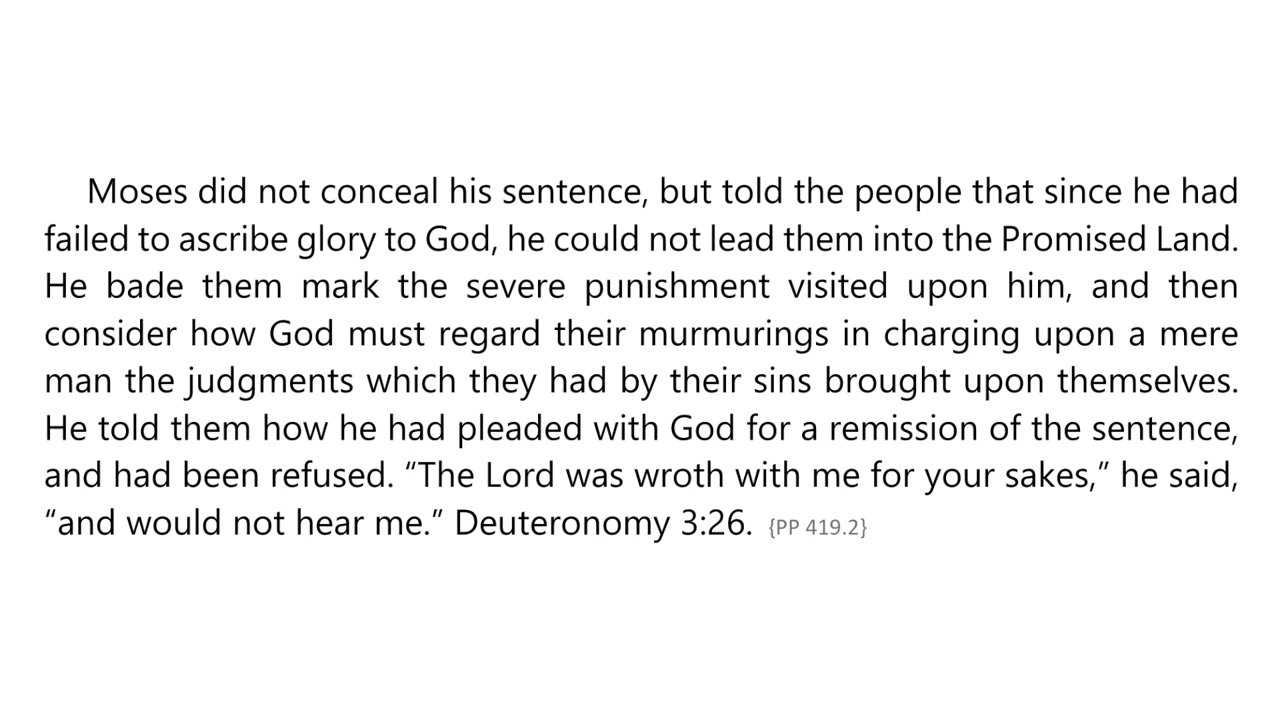 Moses did not conceal his sentence, but told the people that since he had
failed to ascribe glory to God, he could not lead them into the Promised Land.
He bade them mark the severe punishment visited upon him, and then
consider how God must regard their murmurings in charging upon a mere
man the judgments which they had by their sins brought upon themselves.
He told them how he had pleaded with God for a remission of the sentence,
and had been refused. “The Lord was wroth with me for your sakes,” he said,
“and would not hear me.” Deuteronomy 3:26. {PP 419.2}